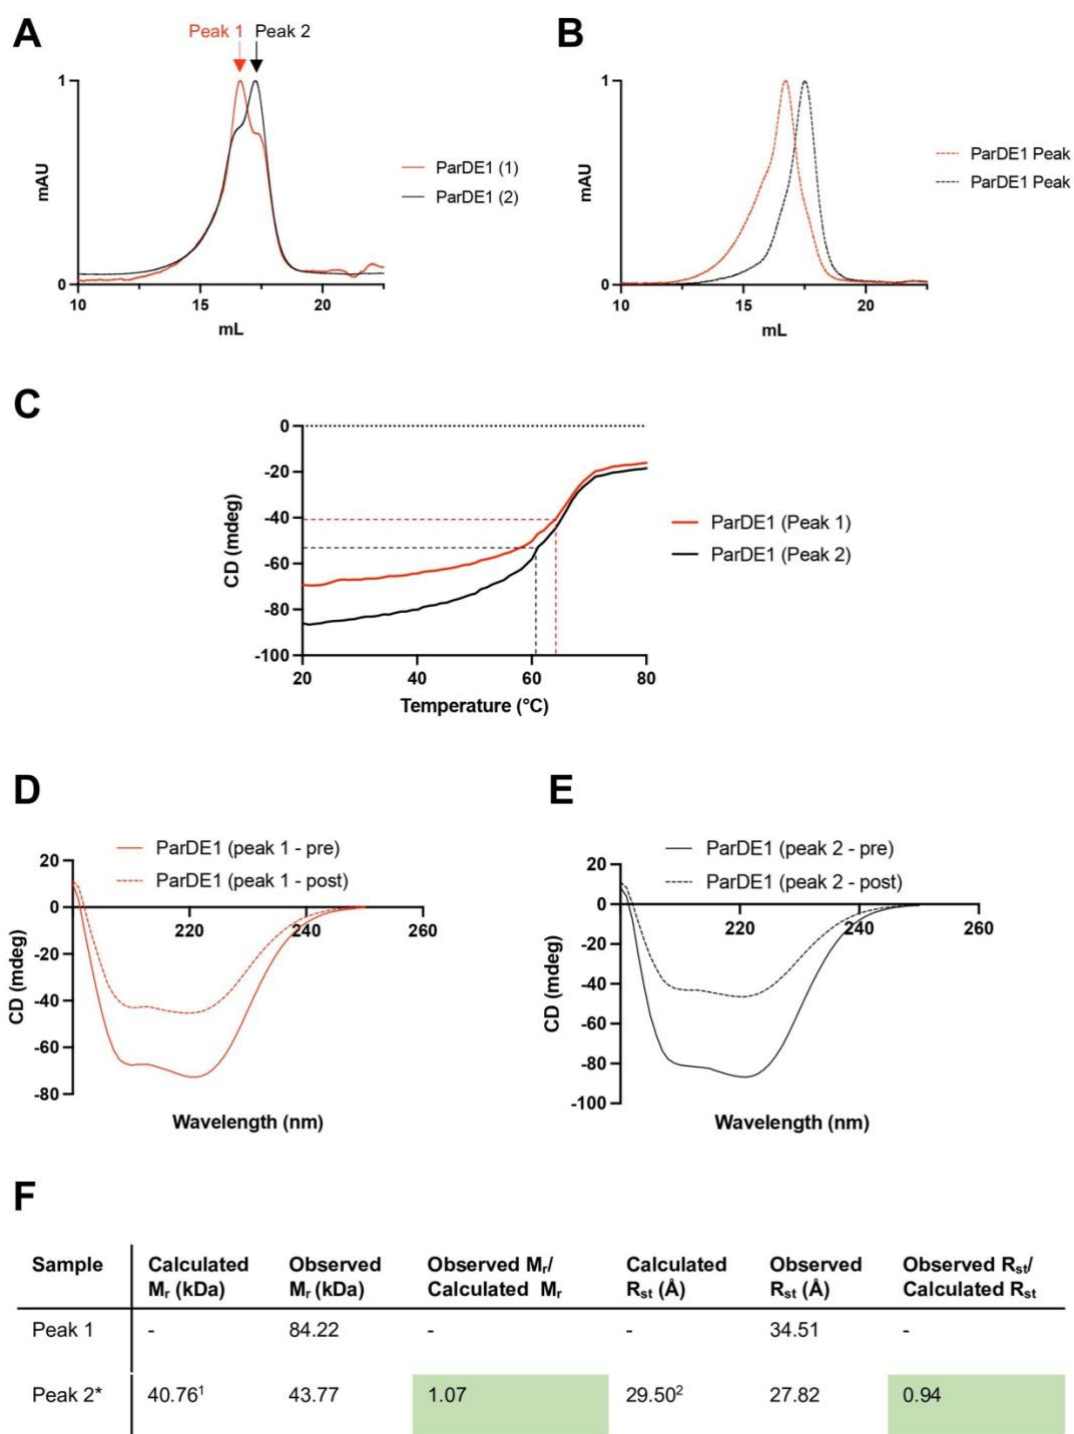 A
Peak 1 Peak 2
1
0
mAU
10 15 20
mL
ParDE1 (1)
ParDE1 (2)
B
1
0
mAU
10 15 20
mL
ParDE1 Peak
ParDE1 Peak
C
0
-20
-40
-60
-80
-100
CD (mdeg)
20 40 60 80
Temperature (°C)
ParDE1 (Peak 1)
ParDE1 (Peak 2)
D
ParDE1 (peak 1 - pre)
ParDE1 (peak 1 - post)
20
0
-20
-40
-60
-80
CD (mdeg)
220 240 260
Wavelength (nm)
E
ParDE1 (peak 2 - pre)
ParDE1 (peak 2 - post)
20
0
-20
-40
-60
-80
-100
CD (mdeg)
220 240 260
Wavelength (nm)
F
Sample Calculated Observed Observed Mr/ Calculated Observed Observed Rst/
Mr (kDa) Mr (kDa) Calculated Mr Rst (Å) Rst (Å) Calculated Rst
Peak 1 - 84.22 - - 34.51 -
Peak 2* 40.76¹ 43.77 1.07 29.50² 27.82 0.94